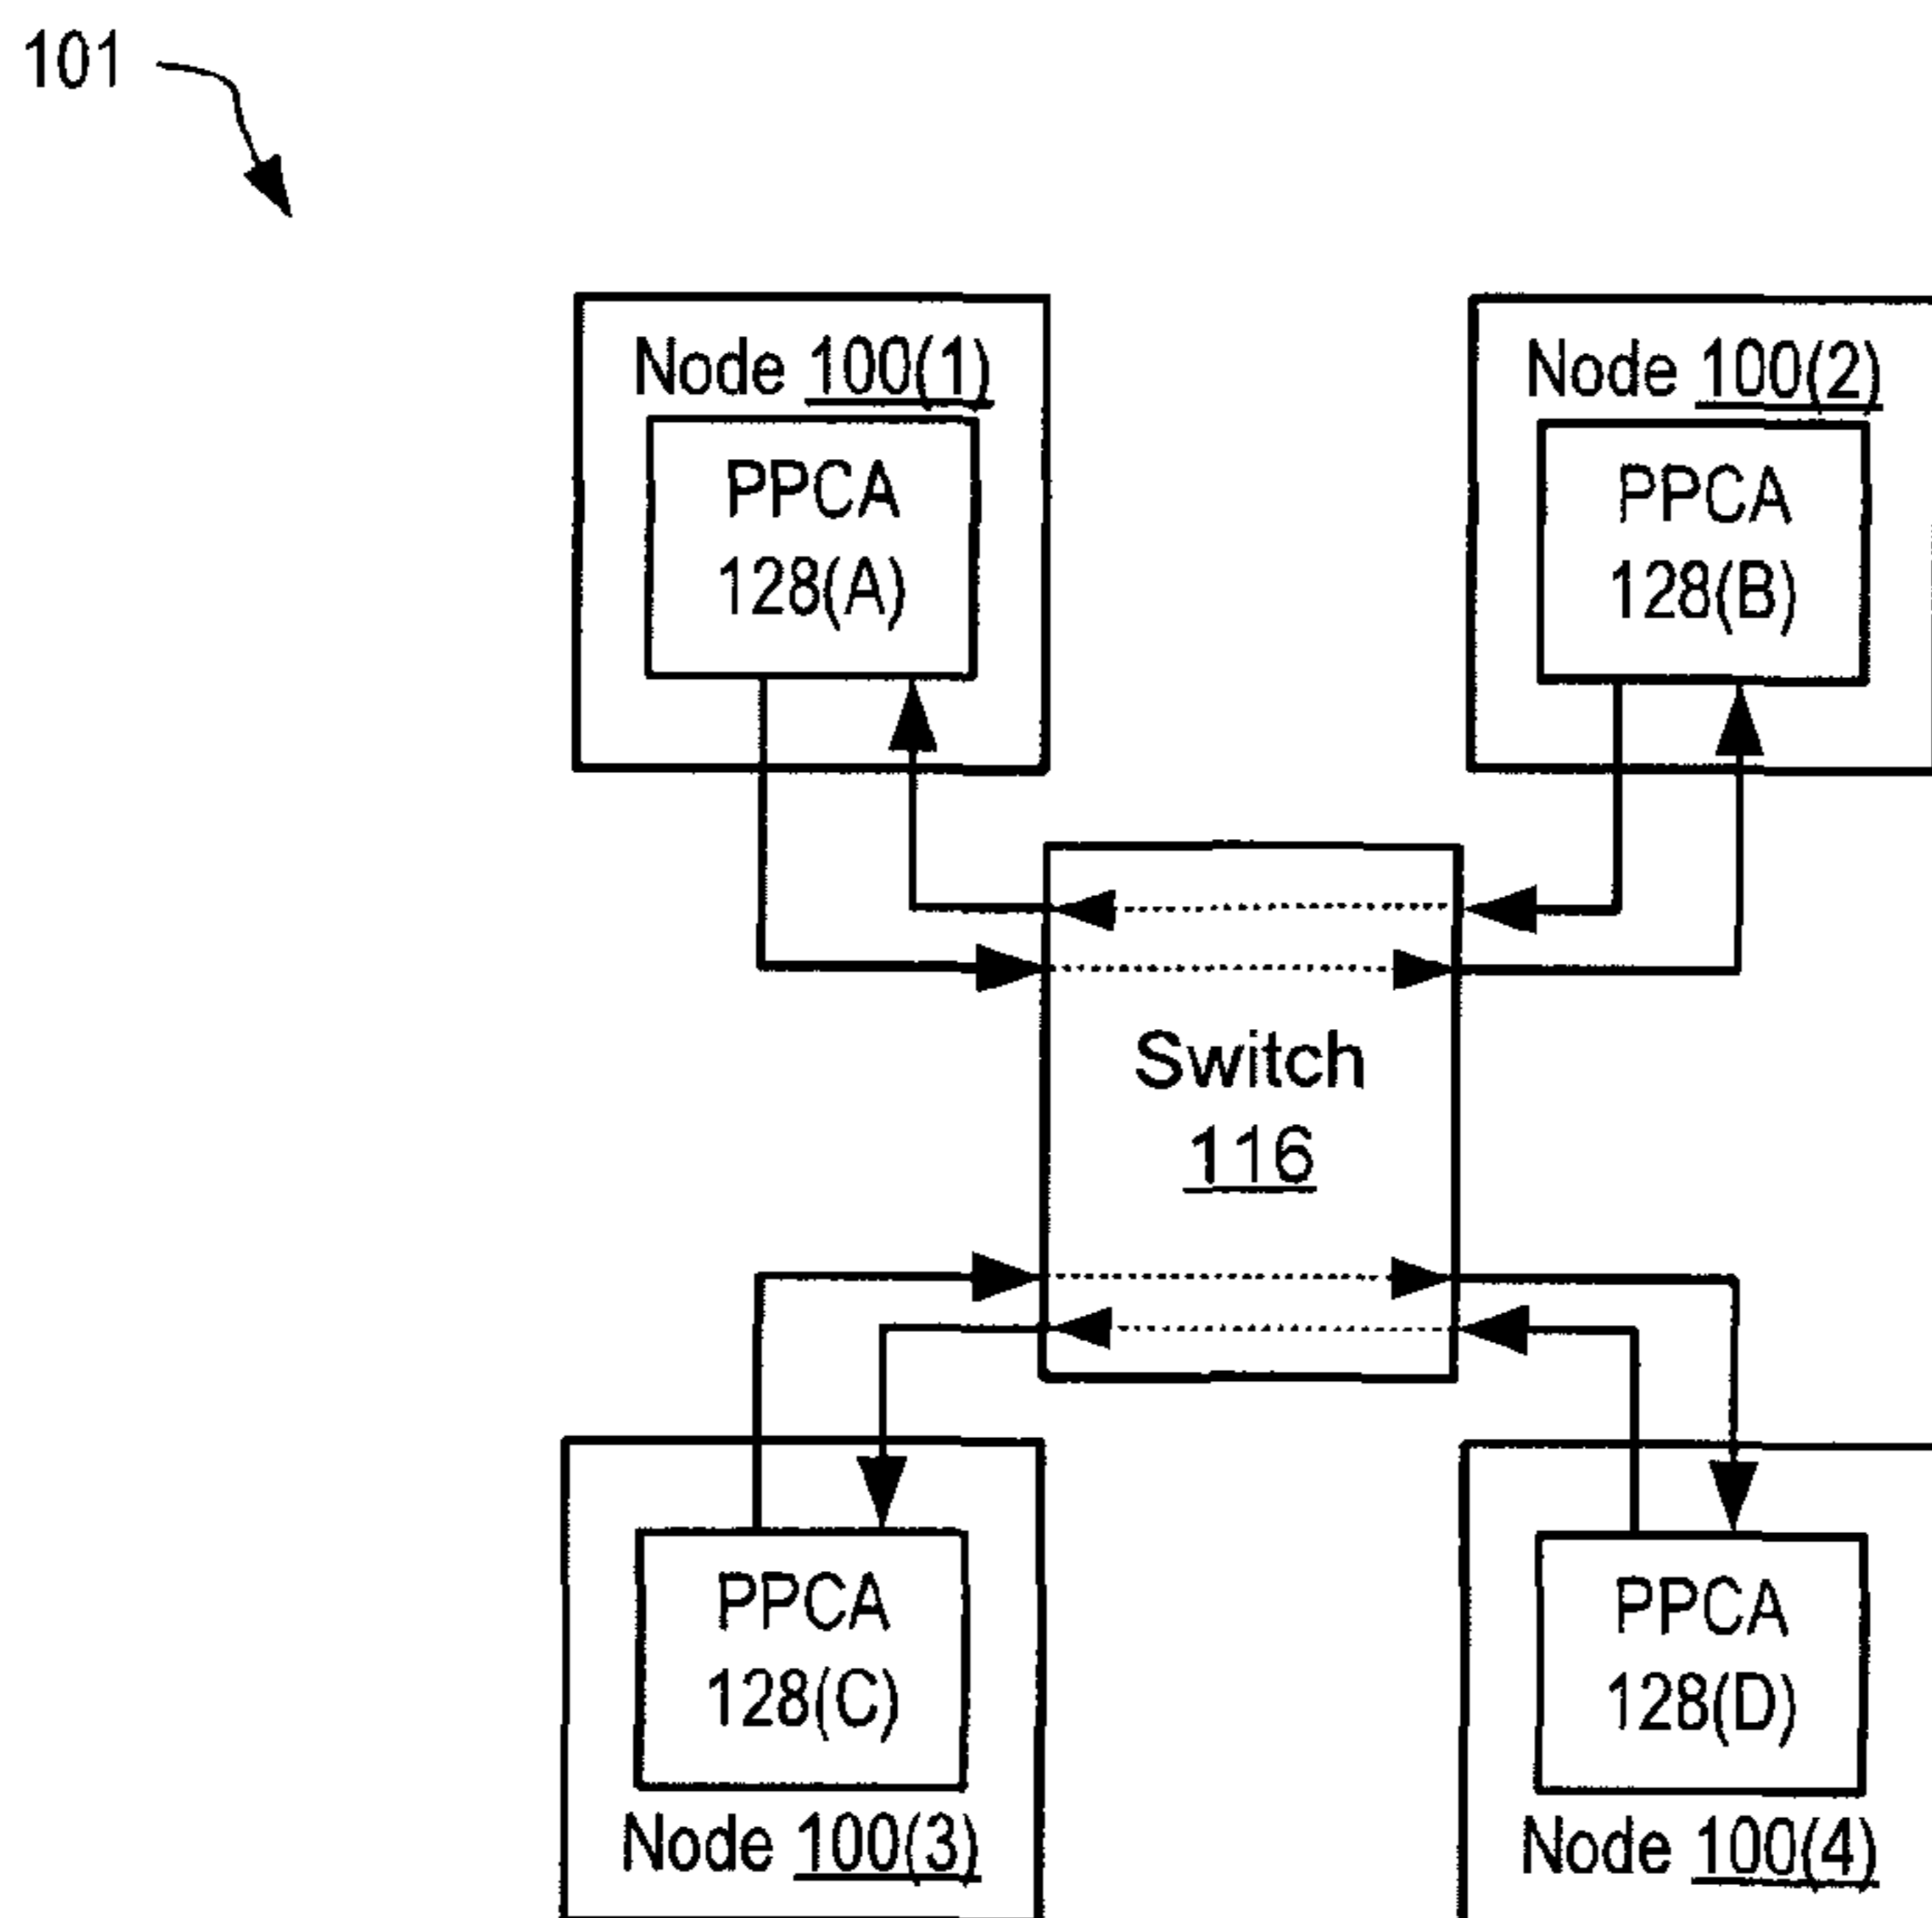 101
Node 100(1)
PPCA
128(A)
Node 100(2)
PPCA
128(B)
Switch
116
PPCA
128(C)
Node 100(3)
PPCA
128(D)
Node 100(4)